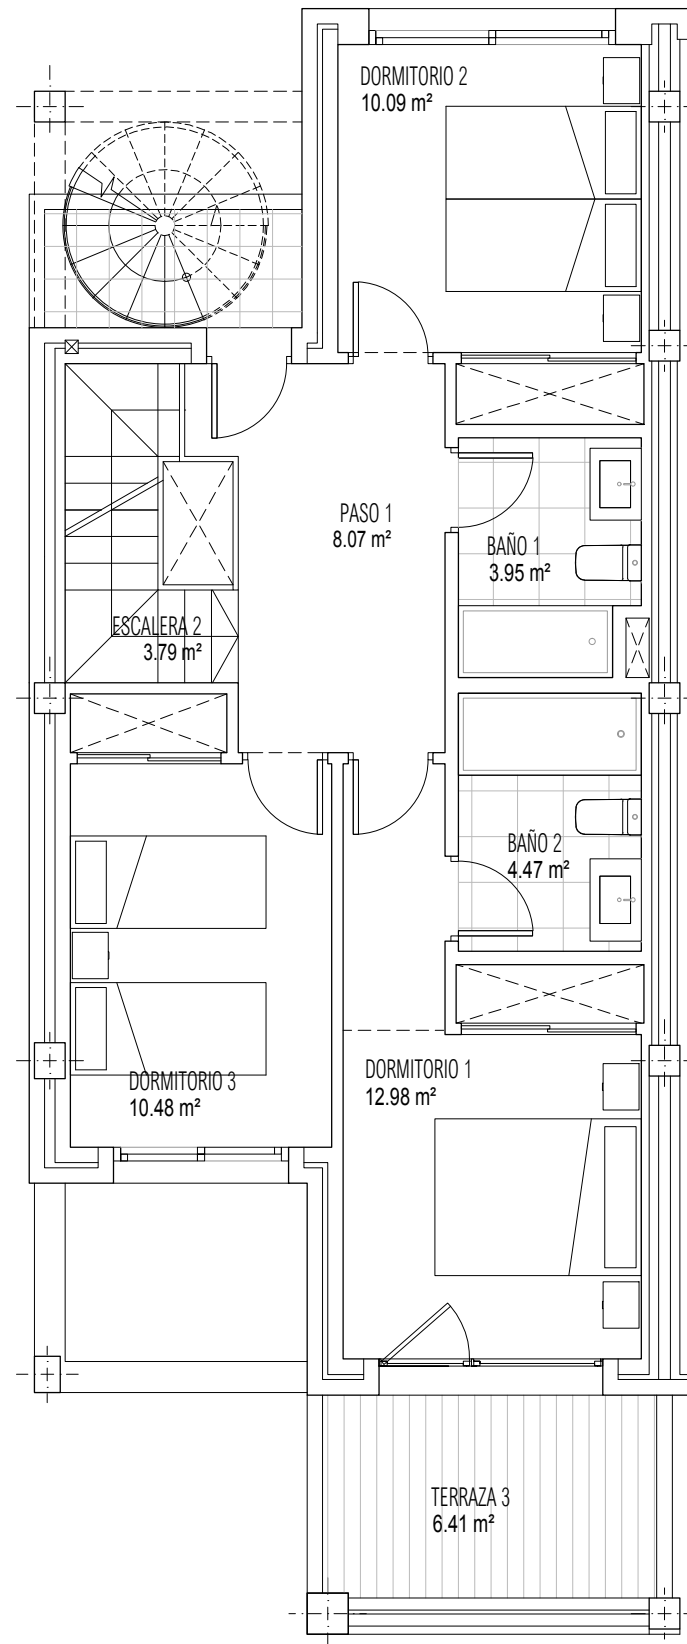 DORMITORIO 2
10.09 m²
PASO 1
8.07 m²
BAÑO 1
3.95 m²
ESCALERA 2
3.79 m²
BAÑO 2
4.47 m²
DORMITORIO 3
10.48 m²
DORMITORIO 1
12.98 m²
TERRAZA 3
6.41 m²